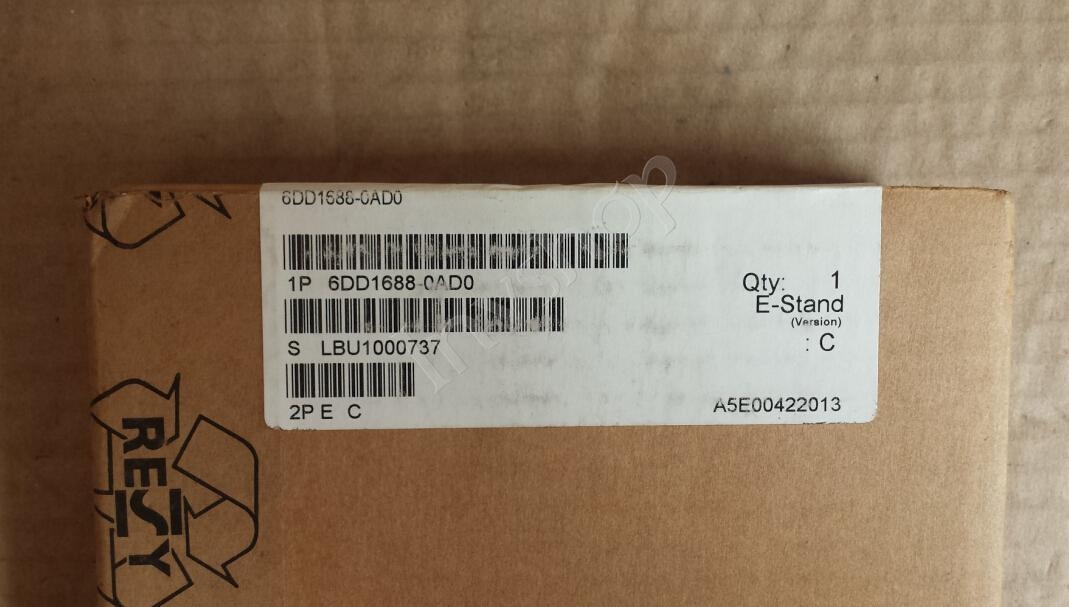 6DD1688-0AD0
1P 6DD1688-0AD0
S LBU1000737
2P E C
Qty: 1
E-Stand
(Version)
: C
A5E00422013
RESY